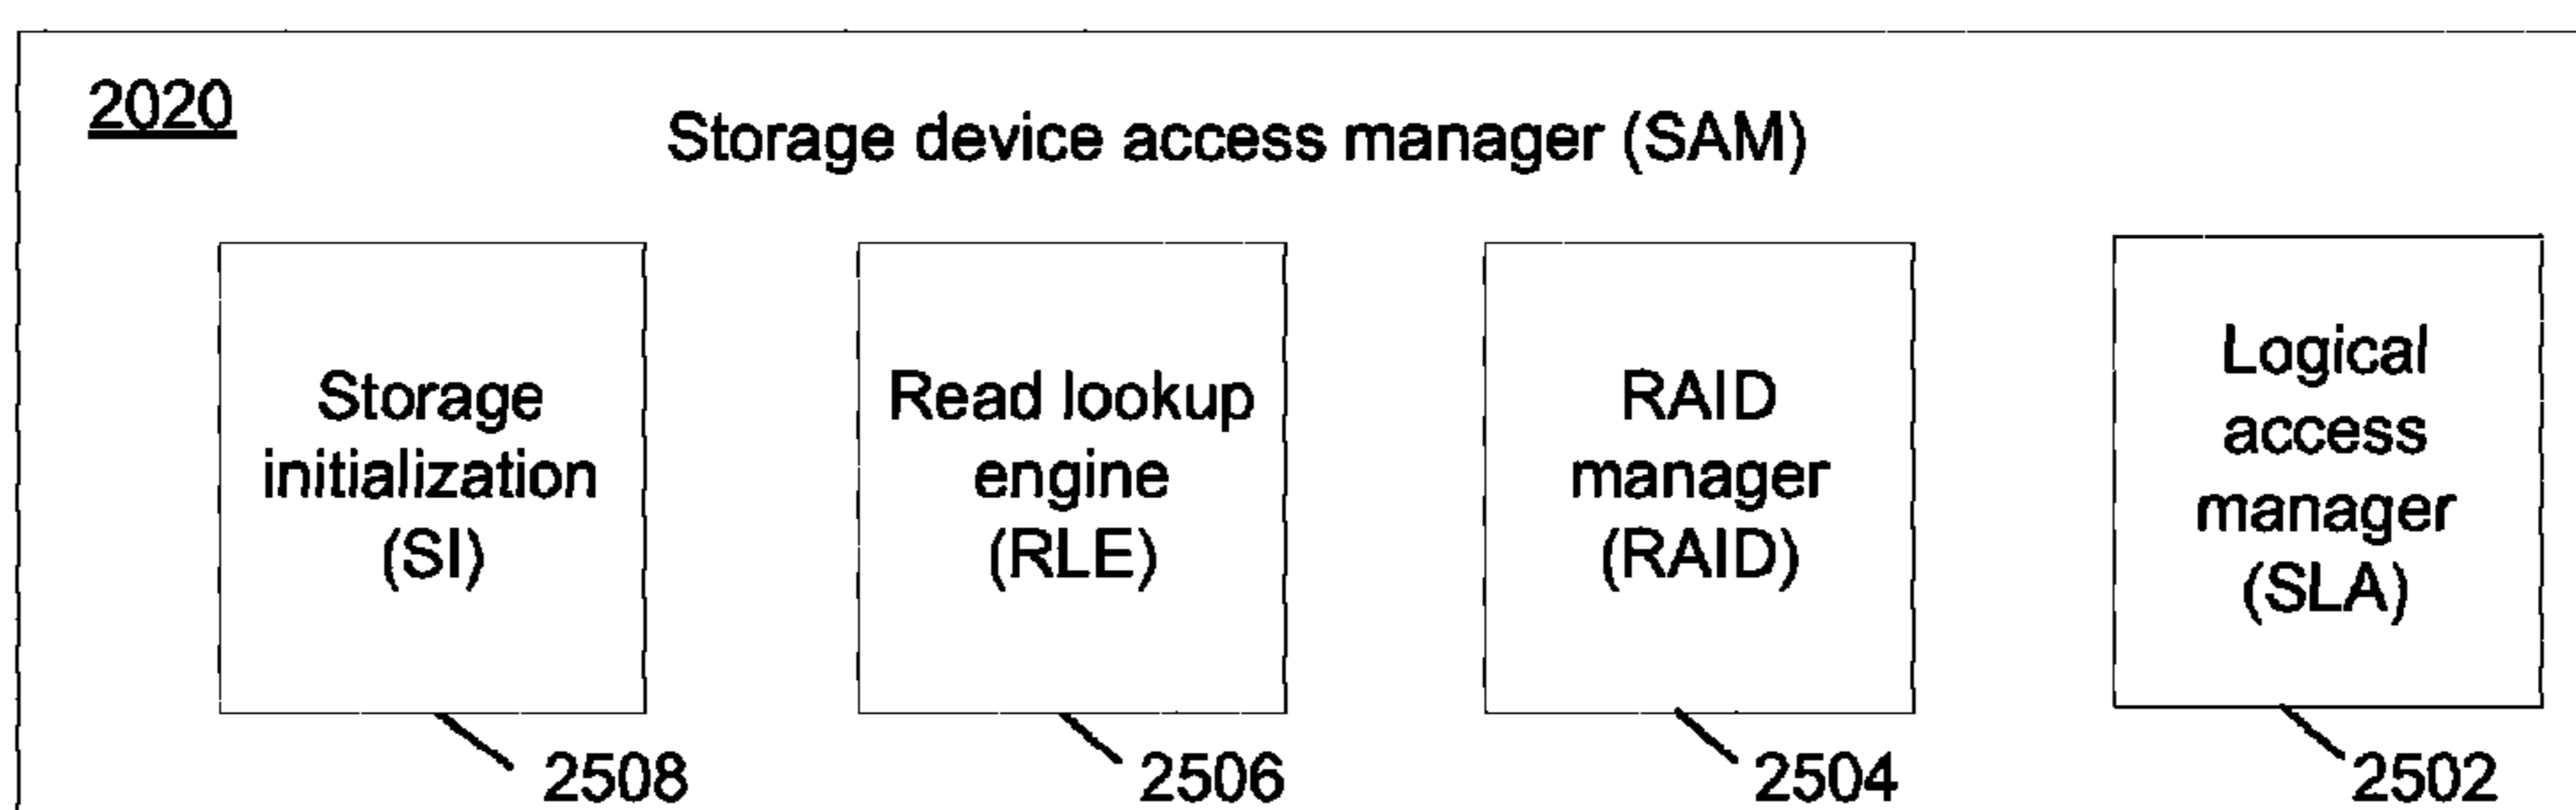 2020
Storage device access manager (SAM)
Storage
initialization
(SI)
2508
Read lookup
engine
(RLE)
2506
RAID
manager
(RAID)
2504
Logical
access
manager
(SLA)
2502